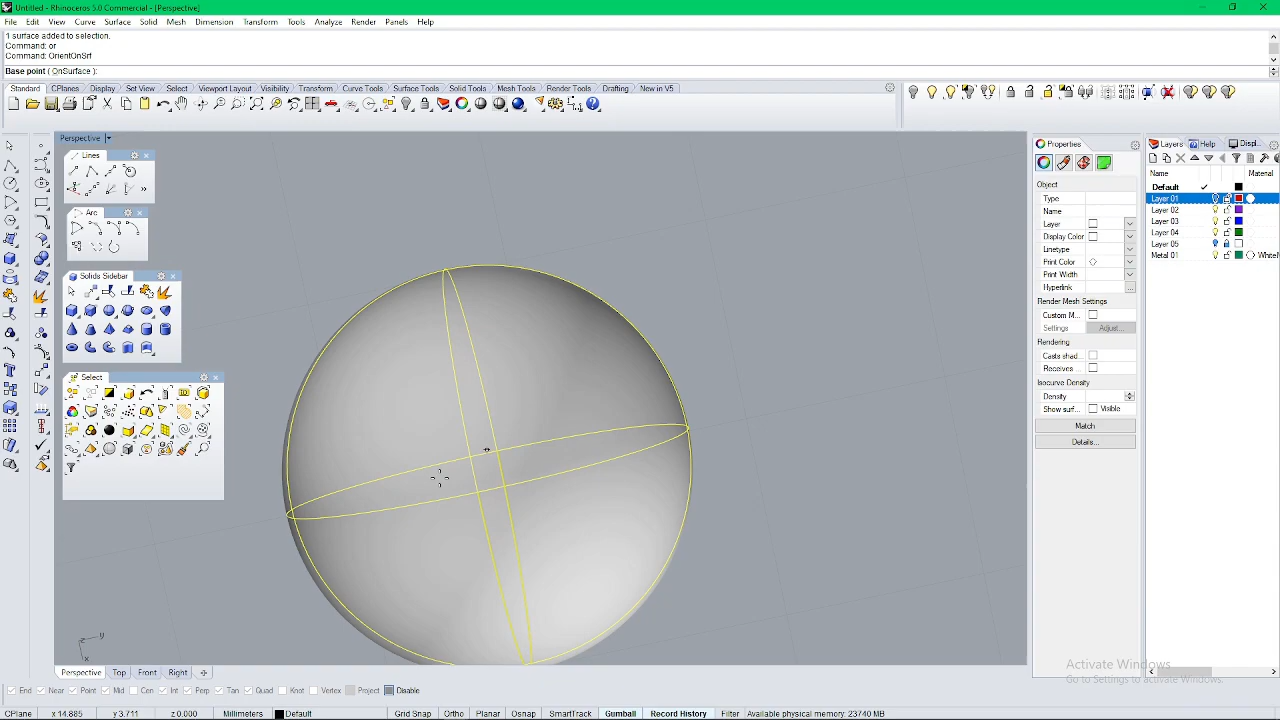 Untitled - Rhinoceros 5.0 Commercial - [Perspective]
File Edit View Curve Surface Solid Mesh Dimension Transform Tools Analyze Render Panels Help
1 surface added to selection.
Command: or
Command: OrientOnSrf
Base point ( OnSurface ):
Standard CPlanes Display Set View Select Viewport Layout Visibility Transform Curve Tools Surface Tools Solid Tools Mesh Tools Render Tools Drafting New in V5
Perspective
Lines
Arc
Solids Sidebar
Select
Properties
Object
Type
Name
Layer
Display Color
Linetype
Print Color
Print Width
Hyperlink
Render Mesh Settings
Custom M...
Settings Adjust...
Rendering
Casts shad...
Receives ...
Isocurve Density
Density
Show surf... Visible
Match
Details...
Layers Help Displ...
Name Material
Default
Layer 01
Layer 02
Layer 03
Layer 04
Layer 05
Metal 01 White
y
x
Activate Windows
Go to Settings to activate Windows.
Perspective Top Front Right
End Near Point Mid Cen Int Perp Tan Quad Knot Vertex Project Disable
CPlane x 14.885 y 3.711 z 0.000 Millimeters Default Grid Snap Ortho Planar Osnap SmartTrack Gumball Record History Filter Available physical memory: 23740 MB